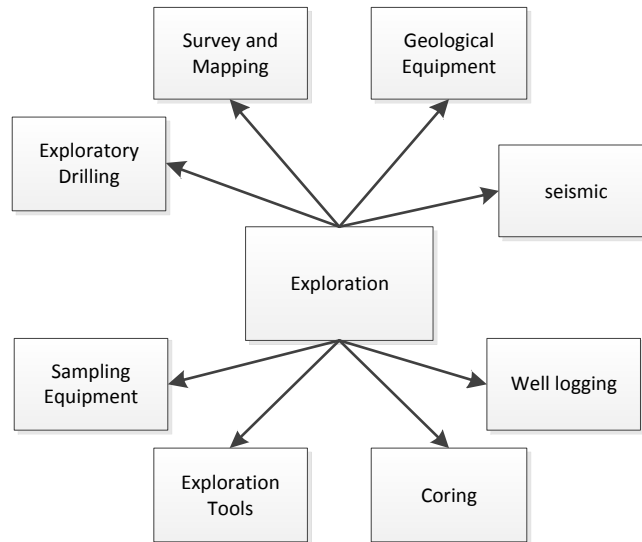 Survey and
Mapping
Geological
Equipment
Exploratory
Drilling
seismic
Exploration
Sampling
Equipment
Well logging
Exploration
Tools
Coring